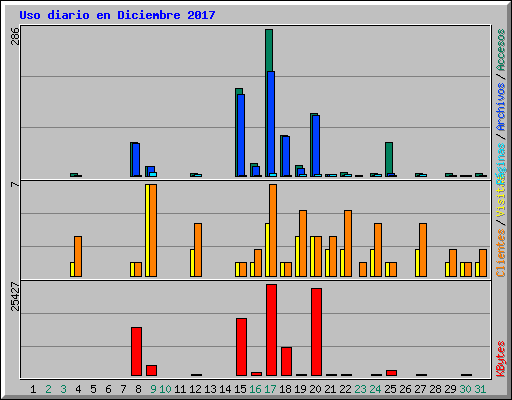 Uso diario en Diciembre 2017
286
7
25427
Accesos
/
Archivos
/
Páginas
Visitas
/
Clientes
KBytes
1 2 3 4 5 6 7 8 9 10 11 12 13 14 15 16 17 18 19 20 21 22 23 24 25 26 27 28 29 30 31